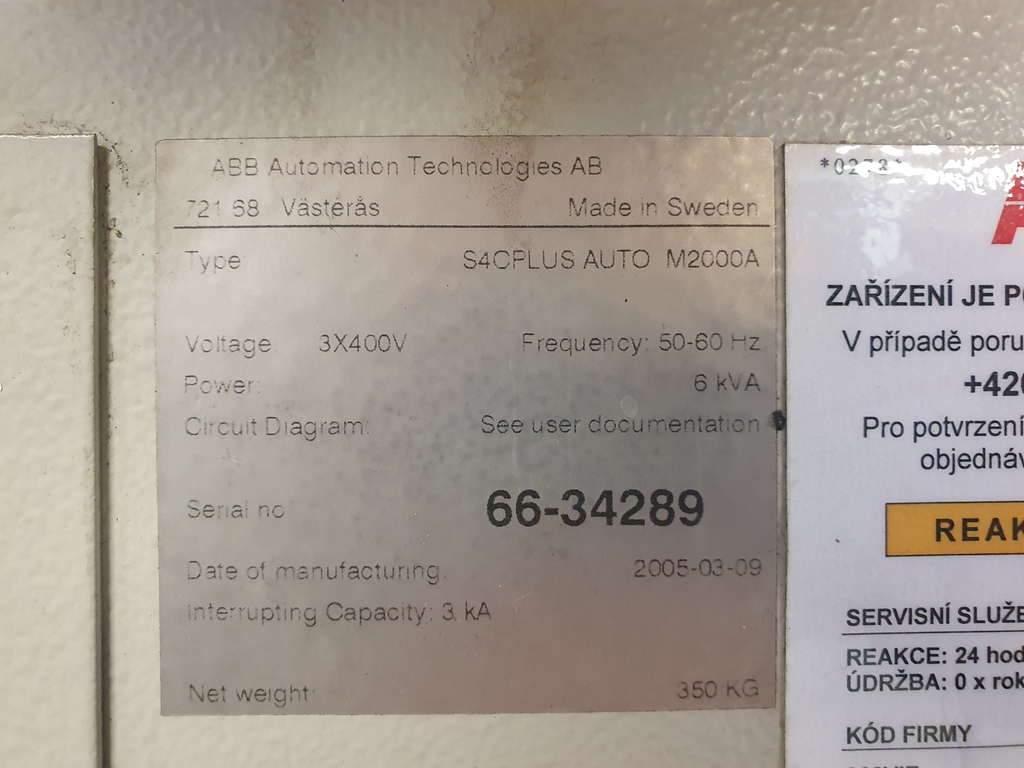 ABB Automation Technologies AB
721 68 Västerås Made in Sweden
Type S4CPLUS AUTO M2000A
Voltage: 3X400V Frequency: 50-60 Hz
Power: 6 kVA
Circuit Diagram: See user documentation
Serial no 66-34289
Date of manufacturing: 2005-03-09
Interrupting Capacity: 3 kA
Net weight: 350 KG
ZAŘÍZENÍ JE
V případě
+420
Pro potvrzení
SERVISNÍ
REAKCE: 24 hod
ÚDRŽBA: 0 x rok
KÓD FIRMY